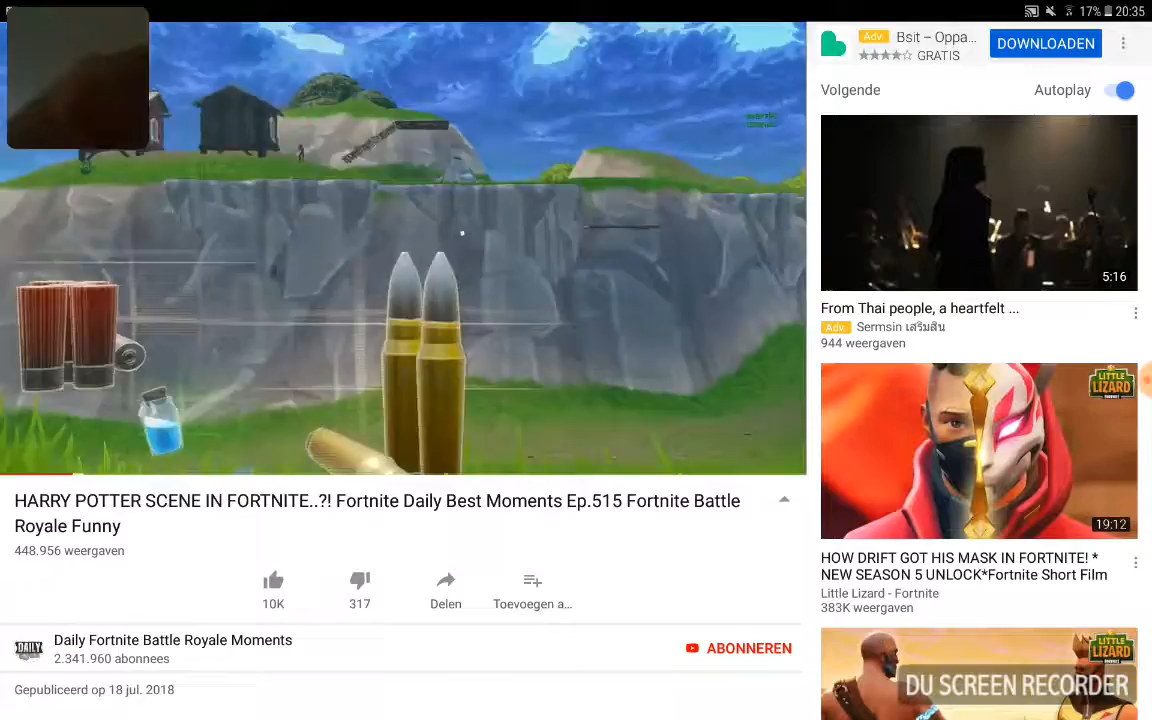 17% 20:35
Adv. Bsit – Oppa...
GRATIS
DOWNLOADEN
Volgende
Autoplay
5:16
From Thai people, a heartfelt ...
Adv. Sermsin เสริมสิน
944 weergaven
LITTLE
LIZARD
19:12
HOW DRIFT GOT HIS MASK IN FORTNITE! *
NEW SEASON 5 UNLOCK*Fortnite Short Film
Little Lizard - Fortnite
383K weergaven
LITTLE
LIZARD
DU SCREEN RECORDER
HARRY POTTER SCENE IN FORTNITE..?! Fortnite Daily Best Moments Ep.515 Fortnite Battle
Royale Funny
448.956 weergaven
10K
317
Delen
Toevoegen a...
DAILY
Daily Fortnite Battle Royale Moments
2.341.960 abonnees
ABONNEREN
Gepubliceerd op 18 jul. 2018